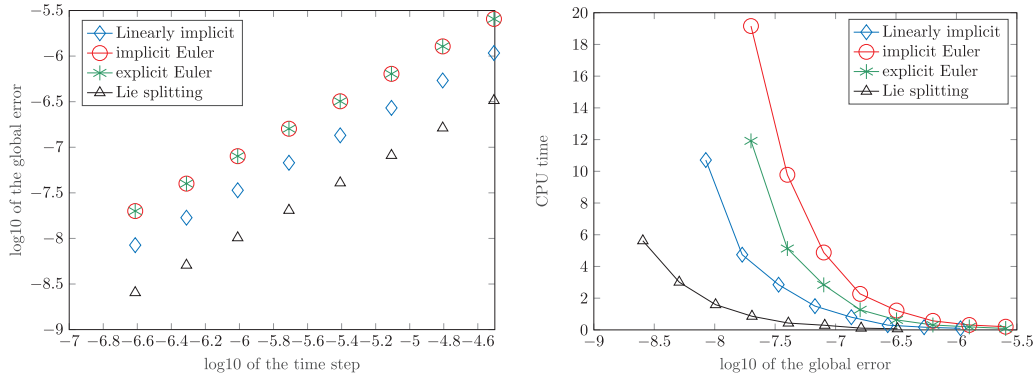 −5.5
−6
−6.5
−7
−7.5
−8
−8.5
−9
log10 of the global error
Linearly implicit
implicit Euler
explicit Euler
Lie splitting
−7 −6.8 −6.6 −6.4 −6.2 −6 −5.8 −5.6 −5.4 −5.2 −5 −4.8 −4.6
log10 of the time step
20
18
16
14
12
10
8
6
4
2
0
CPU time
Linearly implicit
implicit Euler
explicit Euler
Lie splitting
−9 −8.5 −8 −7.5 −7 −6.5 −6 −5.5
log10 of the global error